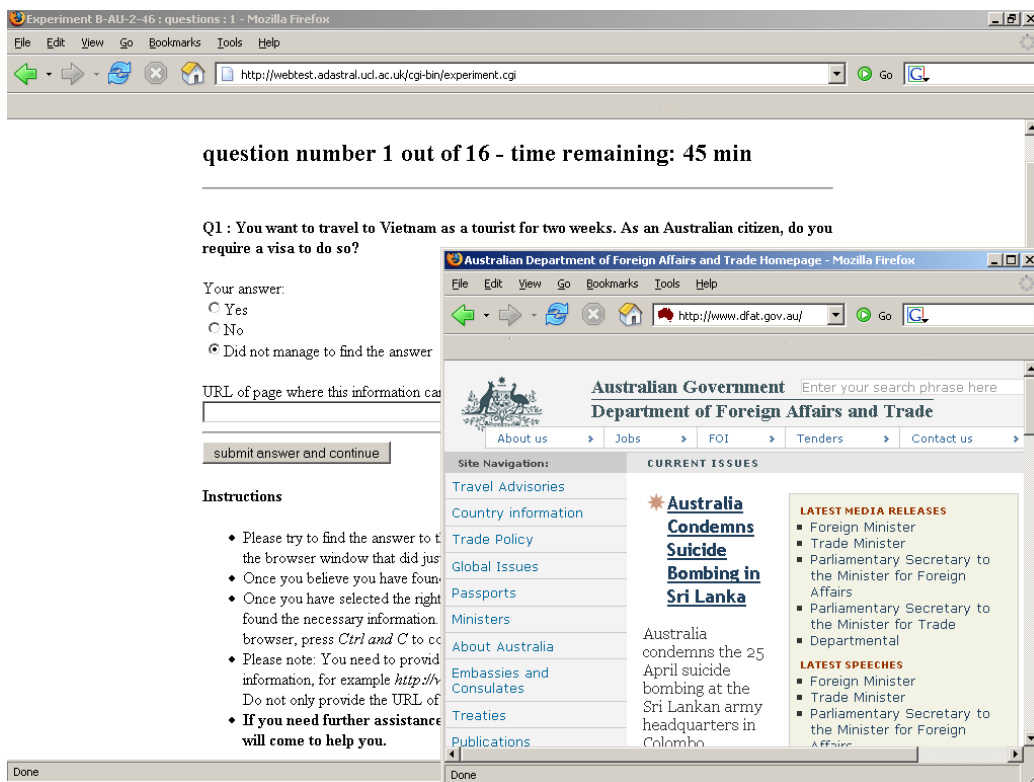 Experiment B-AU-2-46 : questions : 1 - Mozilla Firefox
File Edit View Go Bookmarks Tools Help
http://webtest.adastral.ucl.ac.uk/cgi-bin/experiment.cgi
Go
question number 1 out of 16 - time remaining: 45 min
Q1 : You want to travel to Vietnam as a tourist for two weeks. As an Australian citizen, do you
require a visa to do so?
Your answer:
Yes
No
Did not manage to find the answer
URL of page where this information
submit answer and continue
Instructions
Please try to find the answer to
the browser window that did
Once you believe you have
Once you have selected the right
found the necessary information.
browser, press Ctrl and C to
Please note: You need to
information, for example
Do not only provide the URL of
If you need further assistance
will come to help you.
Done
Australian Department of Foreign Affairs and Trade Homepage - Mozilla Firefox
File Edit View Go Bookmarks Tools Help
http://www.dfat.gov.au/
Go
Australian Government
Enter your search phrase here
Department of Foreign Affairs and Trade
About us Jobs FOI Tenders Contact us
Site Navigation:
Travel Advisories
Country information
Trade Policy
Global Issues
Passports
Ministers
About Australia
Embassies and
Consulates
Treaties
Publications
CURRENT ISSUES
Australia
Condemns
Suicide
Bombing in
Sri Lanka
Australia
condemns the 25
April suicide
bombing at the
Sri Lankan army
headquarters in
Colombo
LATEST MEDIA RELEASES
Foreign Minister
Trade Minister
Parliamentary Secretary to
the Minister for Foreign
Affairs
Parliamentary Secretary to
the Minister for Trade
Departmental
LATEST SPEECHES
Foreign Minister
Trade Minister
Parliamentary Secretary to
the Minister for Foreign
Affairs
Done